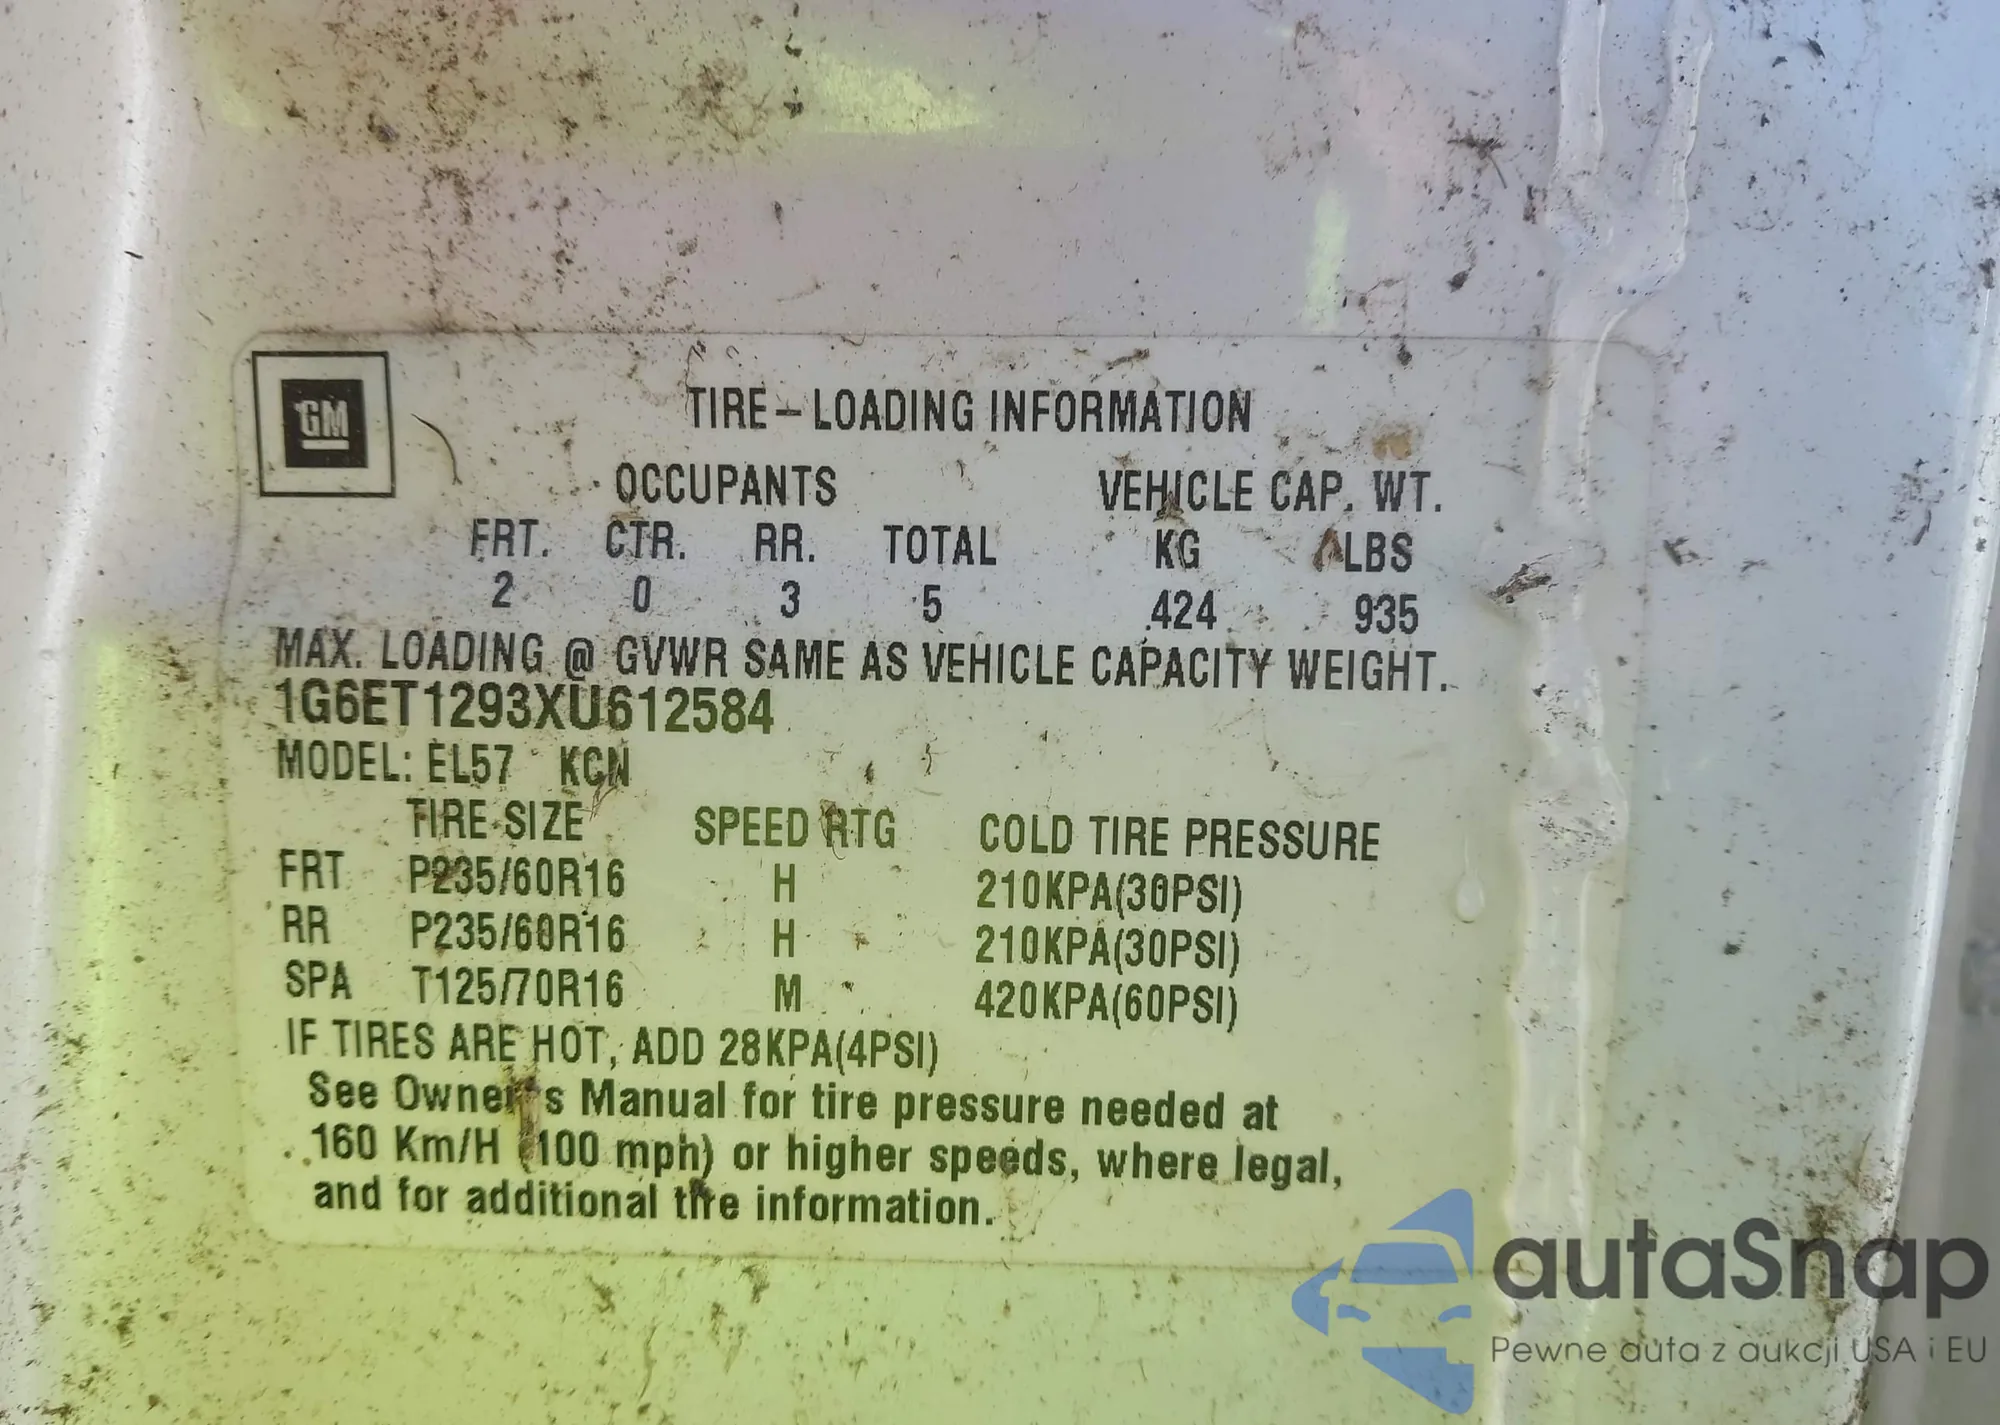 GM
TIRE – LOADING INFORMATION
OCCUPANTS VEHICLE CAP. WT.
FRT. CTR. RR. TOTAL KG LBS
2 0 3 5 424 935
MAX. LOADING @ GVWR SAME AS VEHICLE CAPACITY WEIGHT.
1G6ET1293XU612584
MODEL: EL57 KCN
TIRE SIZE SPEED RTG COLD TIRE PRESSURE
FRT P235/60R16 H 210KPA(30PSI)
RR P235/60R16 H 210KPA(30PSI)
SPA T125/70R16 M 420KPA(60PSI)
IF TIRES ARE HOT, ADD 28KPA(4PSI)
See Owner's Manual for tire pressure needed at
160 Km/H (100 mph) or higher speeds, where legal,
and for additional tire information.
autaSnap
Pewne auta z aukcji USA i EU